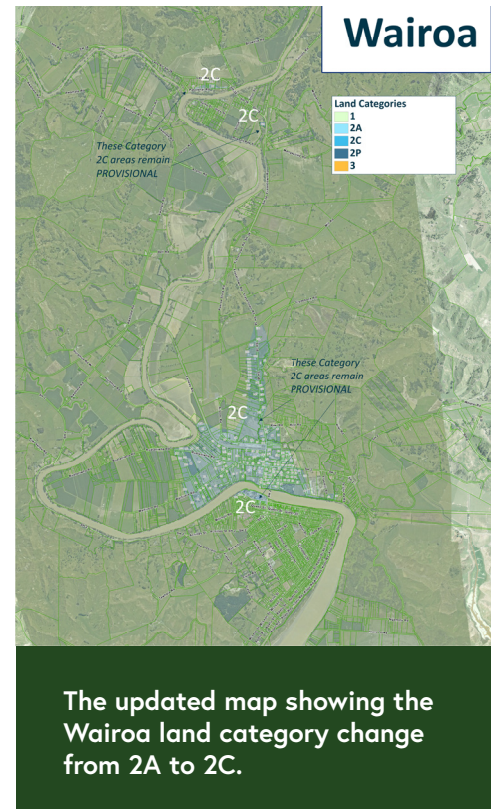 Wairoa
2C
2C
Land Categories
1
2A
2C
2P
3
These Category
2C areas remain
PROVISIONAL
These Category
2C areas remain
PROVISIONAL
2C
2C
The updated map showing the
Wairoa land category change
from 2A to 2C.